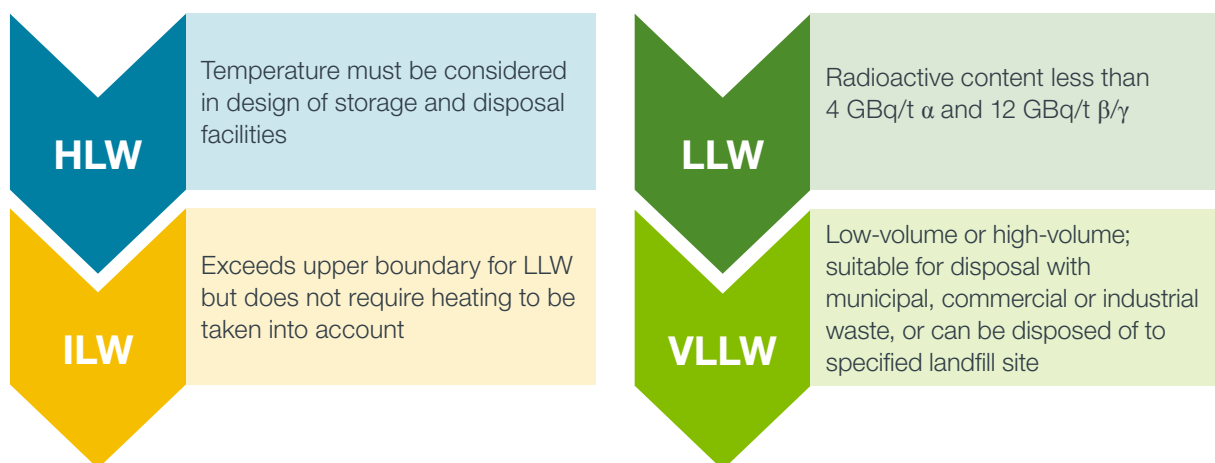 HLW
Temperature must be considered
in design of storage and disposal
facilities
ILW
Exceeds upper boundary for LLW
but does not require heating to be
taken into account
LLW
Radioactive content less than
4 GBq/t α and 12 GBq/t β/γ
VLLW
Low-volume or high-volume;
suitable for disposal with
municipal, commercial or industrial
waste, or can be disposed of to
specified landfill site